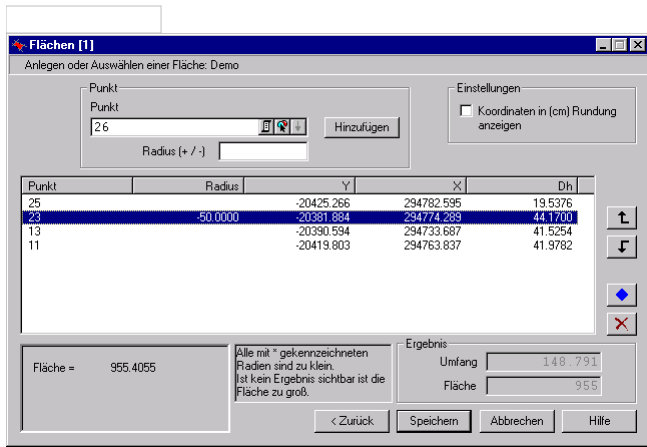 Flächen [1]
Anlegen oder Auswählen einer Fläche: Demo
Punkt
Punkt
26
Hinzufügen
Radius (+ / -)
Einstellungen
Koordinaten in (cm) Rundung
anzeigen
Punkt Radius Y X Dh
25 -20425.266 294782.595 19.5376
23 -50.0000 -20381.884 294774.289 44.1700
13 -20390.594 294733.687 41.5254
11 -20419.803 294763.837 41.9782
Fläche = 955.4055
Alle mit * gekennzeichneten
Radien sind zu klein.
Ist kein Ergebnis sichtbar ist die
Fläche zu groß.
Ergebnis
Umfang 148.791
Fläche 955
< Zurück Speichern Abbrechen Hilfe